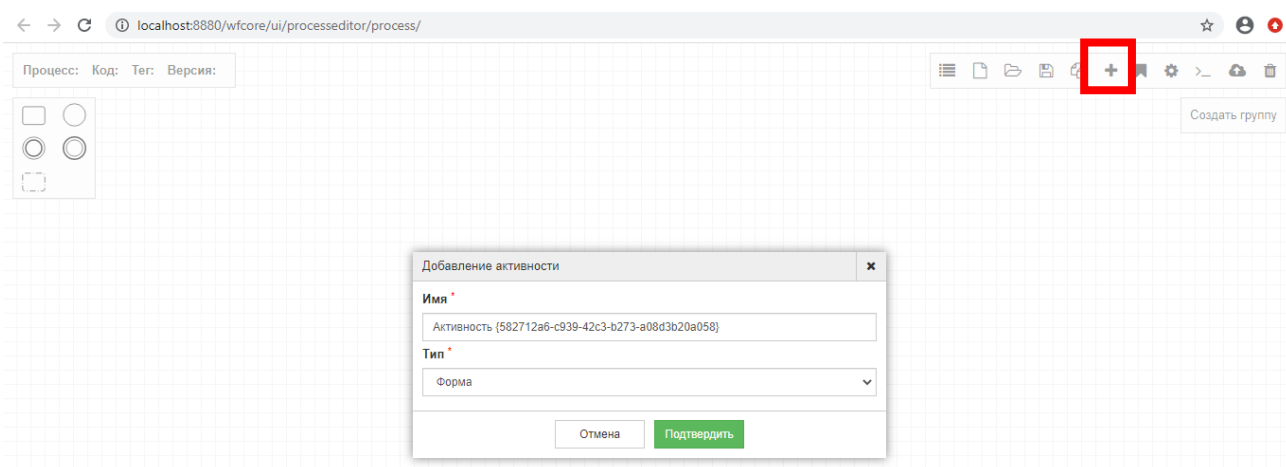 localhost:8880/wfcore/ui/processeditor/process/
Процесс: Код: Тег: Версия:
Создать группу
Добавление активности
Имя *
Активность {582712a6-c939-42c3-b273-a08d3b20a058}
Тип *
Форма
Отмена Подтвердить